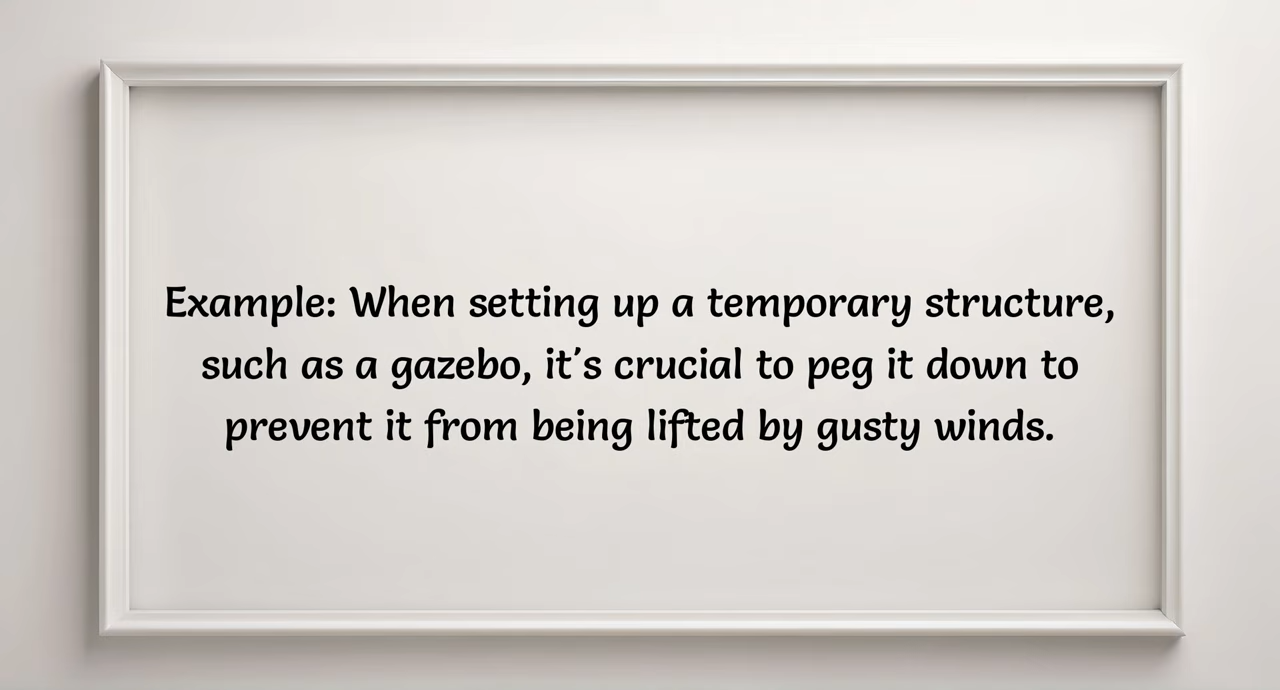 Example: When setting up a temporary structure,
such as a gazebo, it's crucial to peg it down to
prevent it from being lifted by gusty winds.